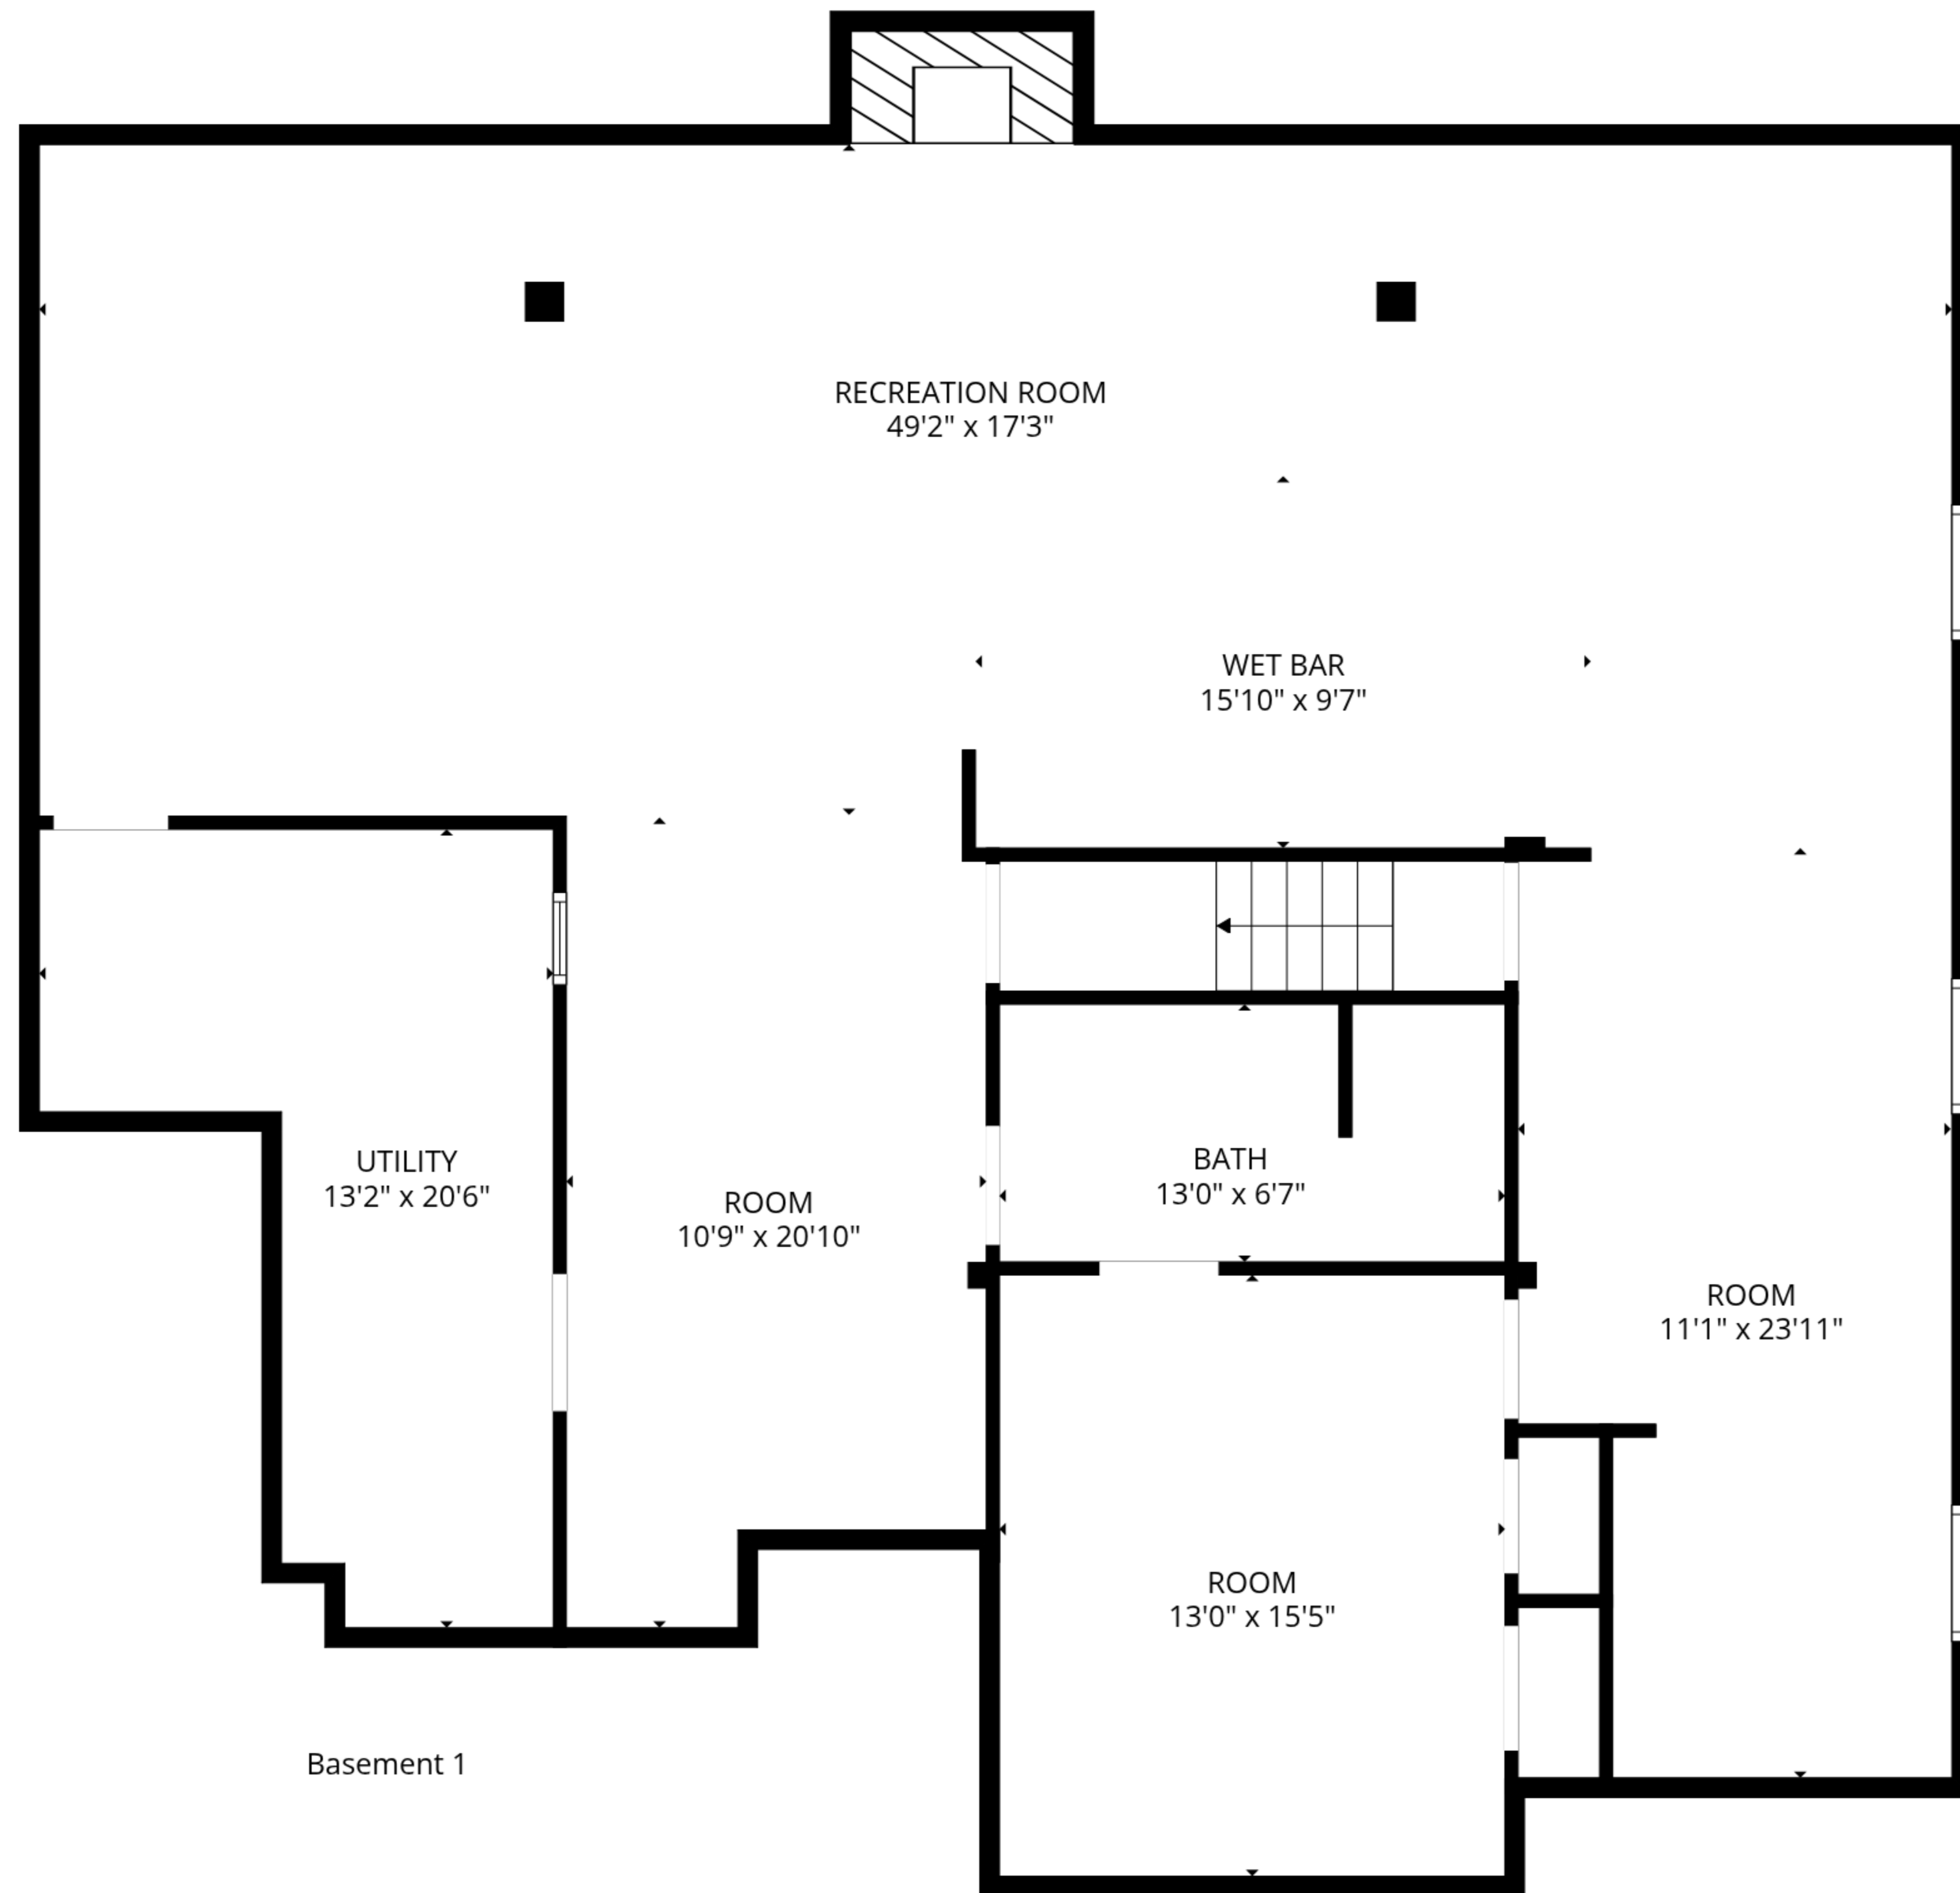 RECREATION ROOM
49'2" x 17'3"
WET BAR
15'10" x 9'7"
UTILITY
13'2" x 20'6"
ROOM
10'9" x 20'10"
BATH
13'0" x 6'7"
ROOM
11'1" x 23'11"
ROOM
13'0" x 15'5"
Basement 1